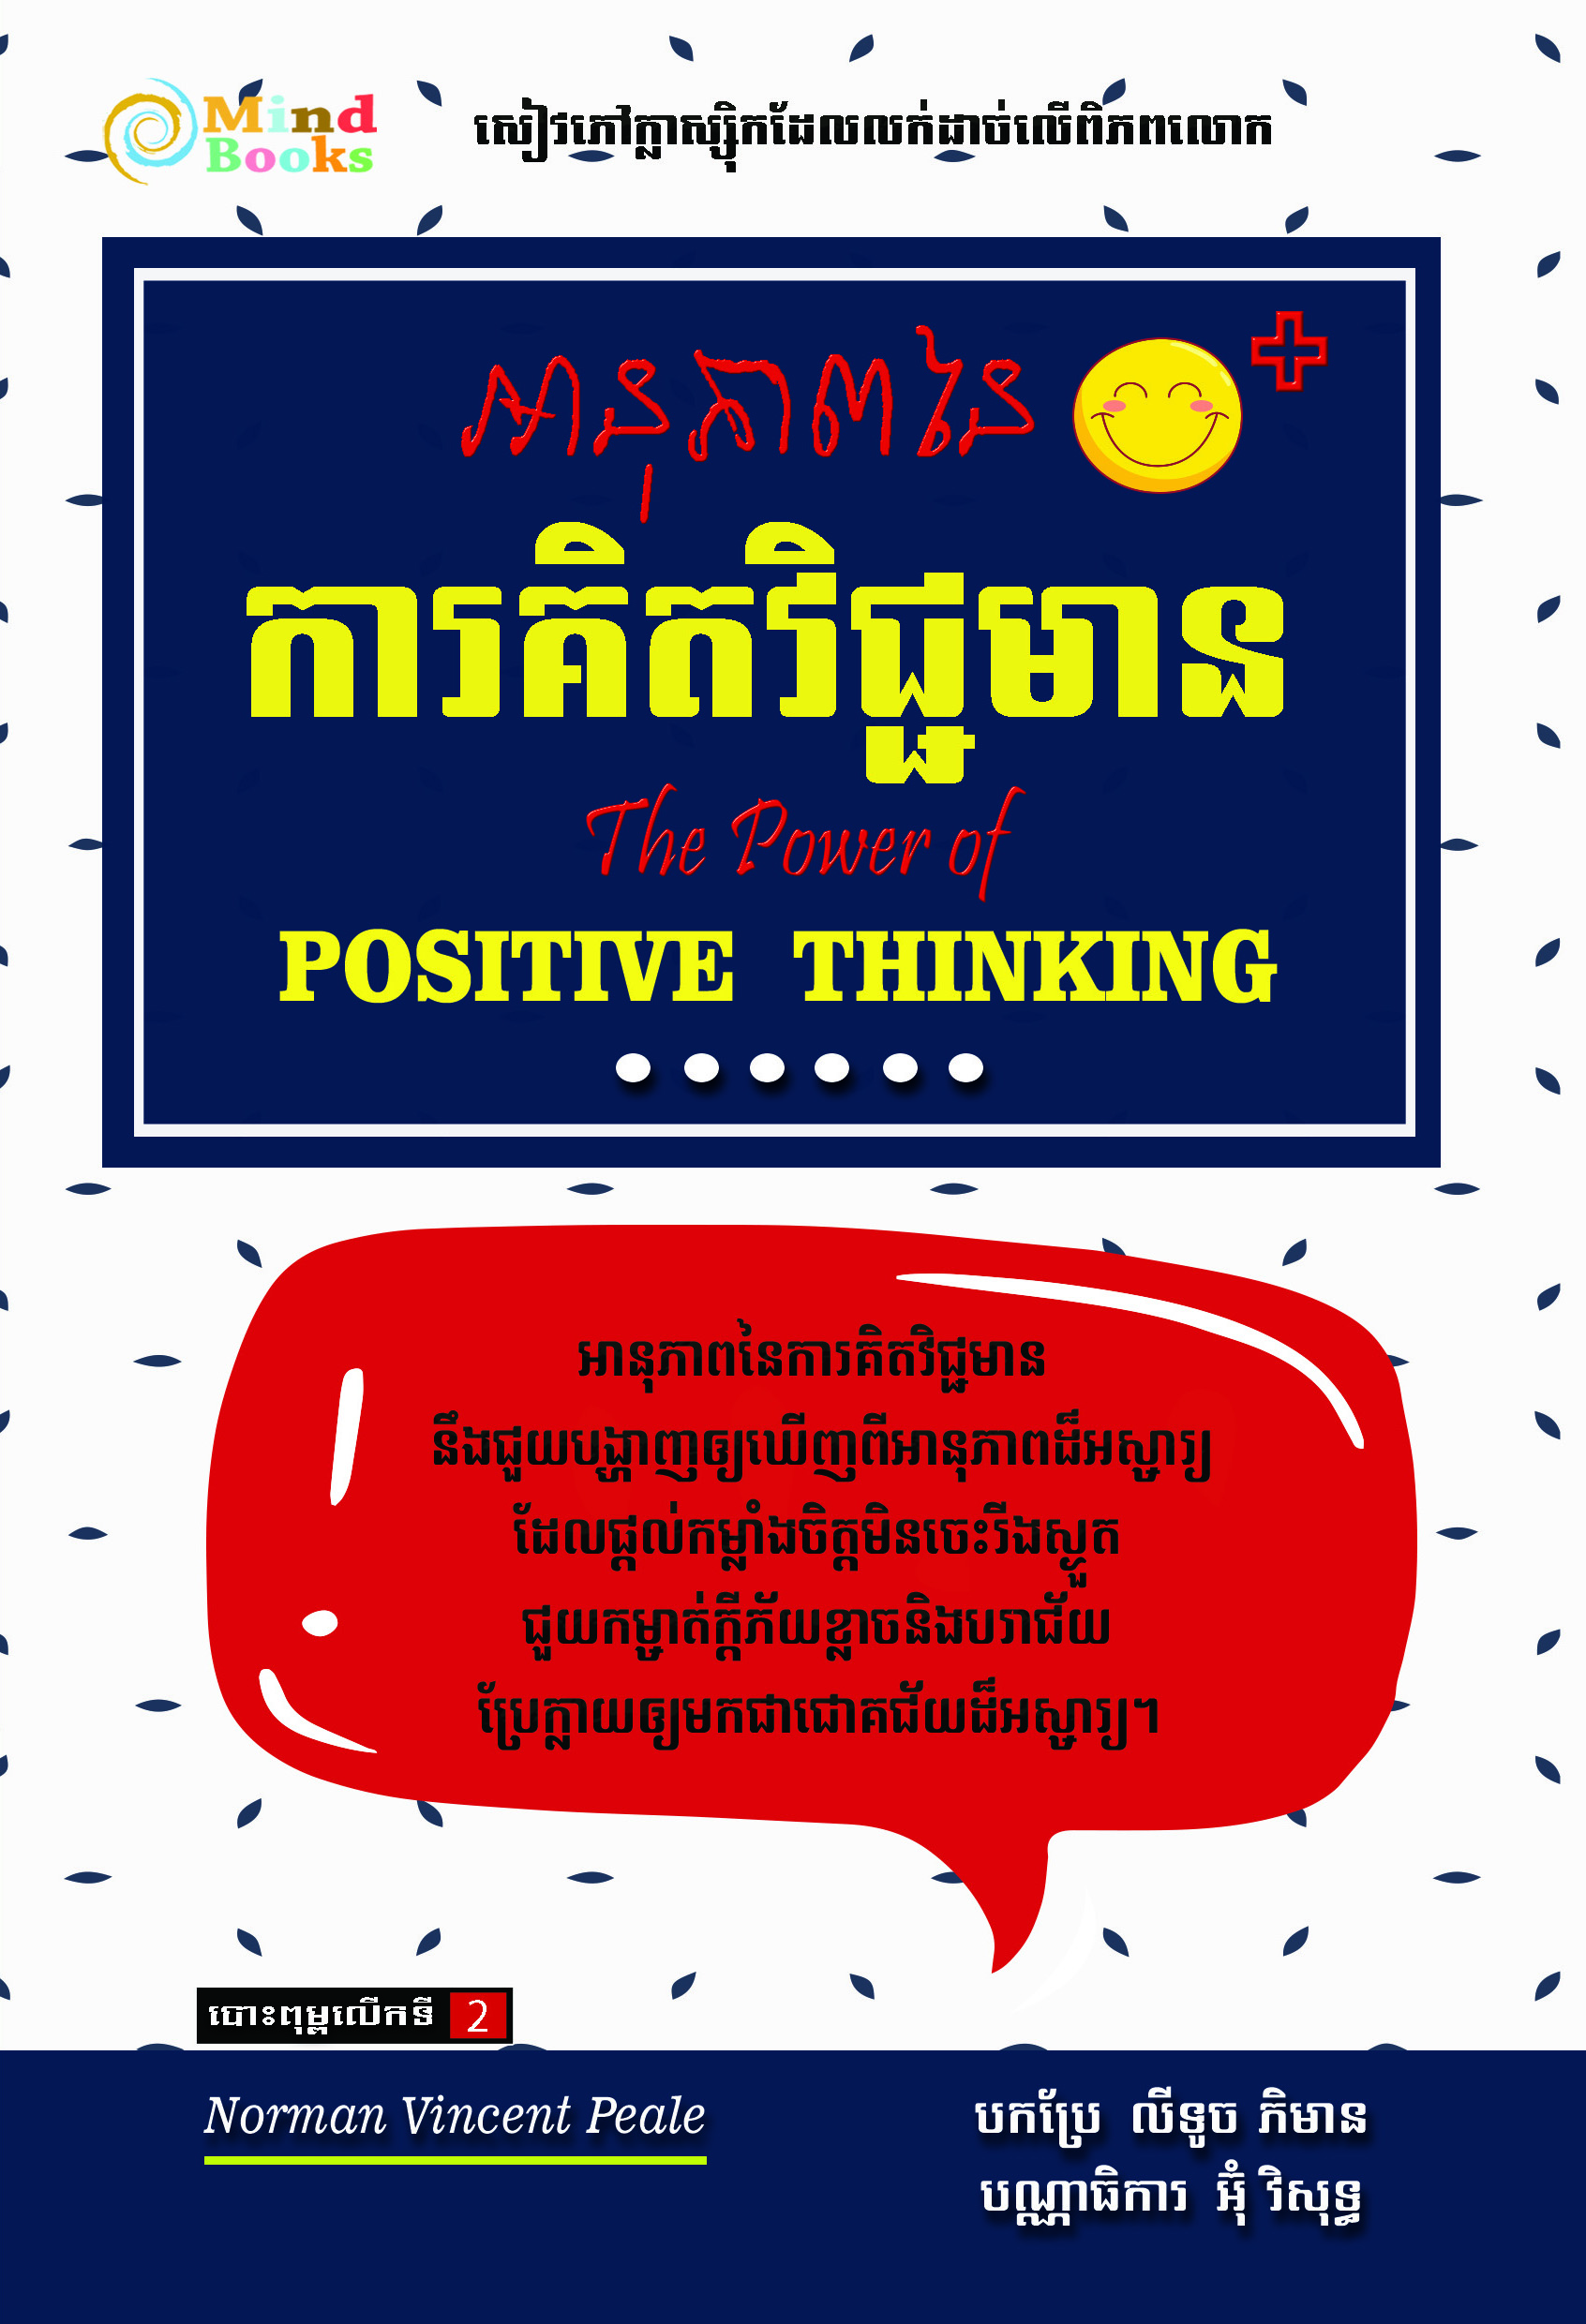 Mind
Books
សៀវភៅក្លាស្ស៊ិកដែលលក់ដាច់លើពិភពលោក
អានុភាពនៃ
ការគិតវិជ្ជមាន
The Power of
POSITIVE THINKING
អានុភាពនៃការគិតវិជ្ជមាន
នឹងជួយបង្ហាញឲ្យឃើញពីអានុភាពដ៏អស្ចារ្យ
ដែលផ្ដល់កម្លាំងចិត្តមិនចេះរីងស្ងួត
ជួយកម្ចាត់ក្ដីភ័យខ្លាចនិងបរាជ័យ
ប្រែក្លាយឲ្យមកជាជោគជ័យដ៏អស្ចារ្យ។
បោះពុម្ពលើកទី 2
Norman Vincent Peale
បកប្រែ លីទូច ភិមាន
បណ្ណាធិការ អ៊ុំ វិសុទ្ធ